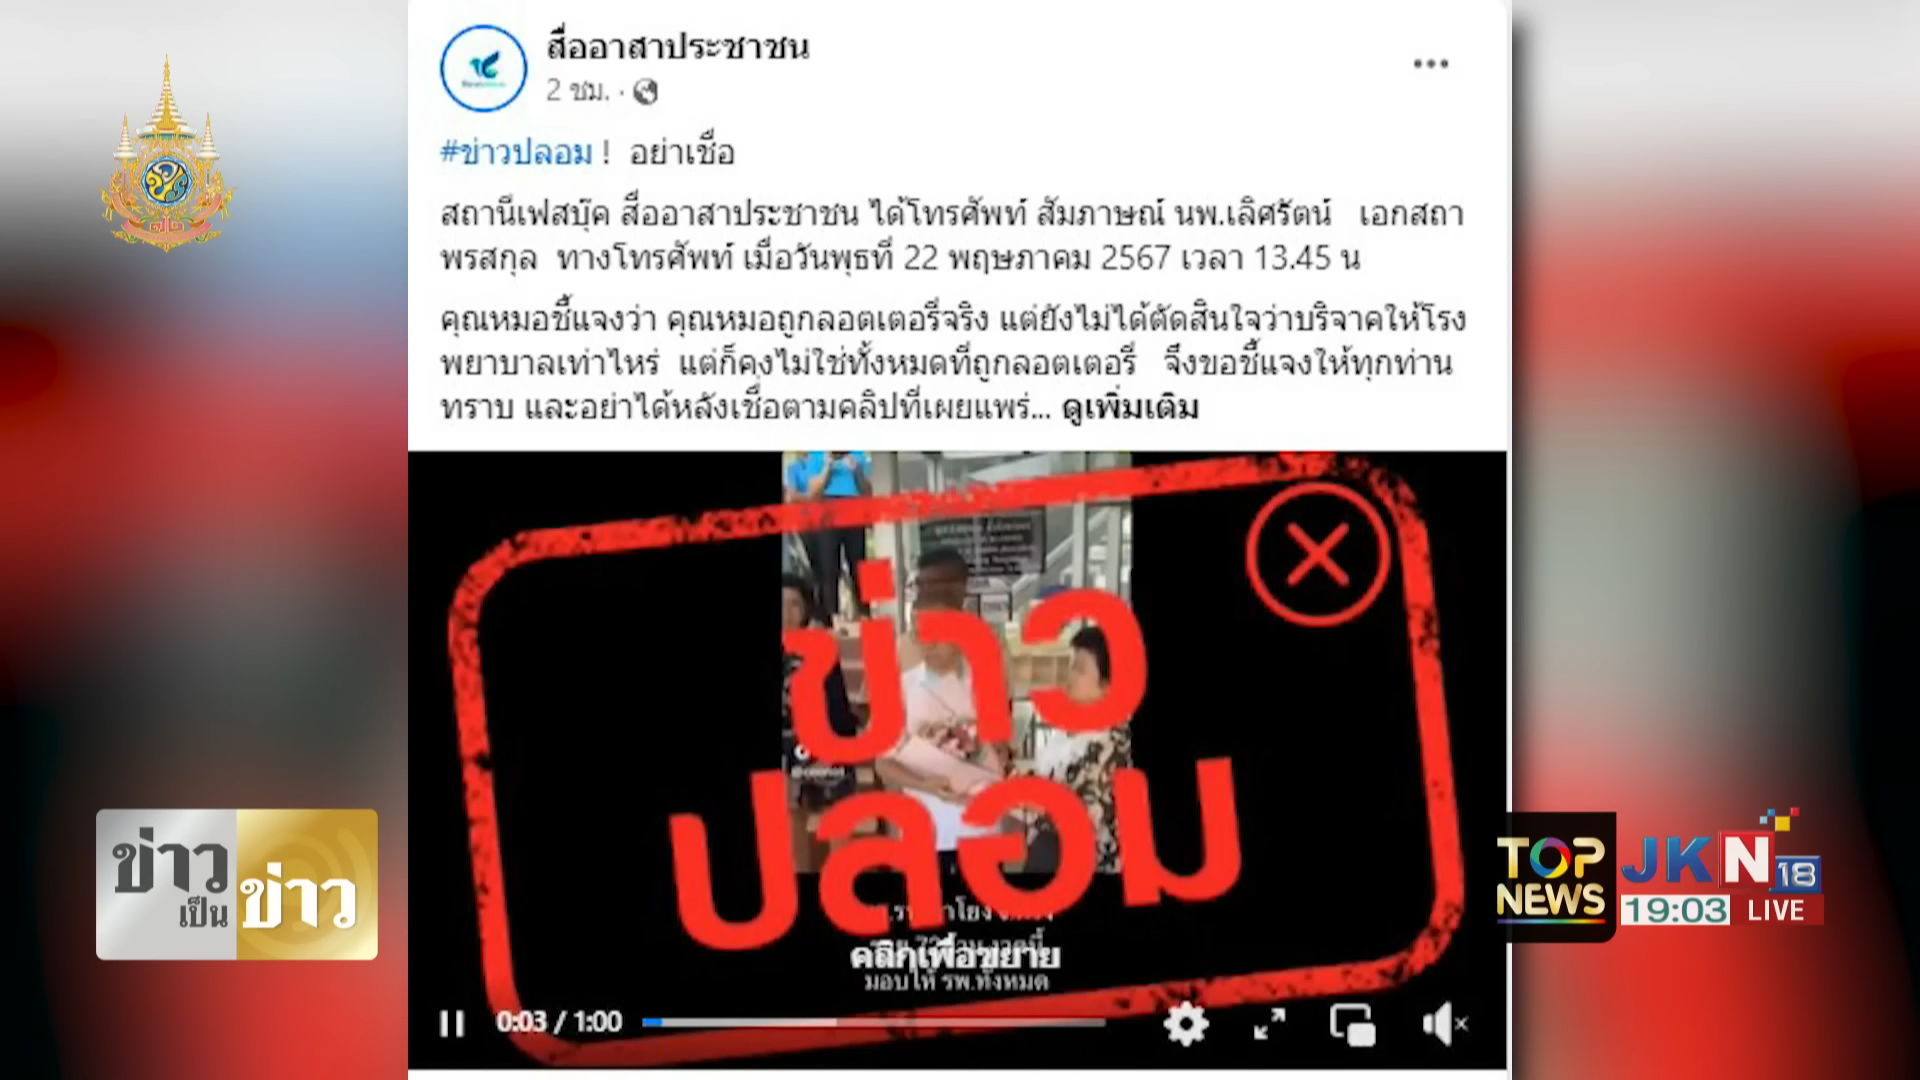 สื่ออาสาประชาชน
2 ชม.
#ข่าวปลอม ! อย่าเชื่อ
สถานีเฟสบุ๊ค สื่ออาสาประชาชน ได้โทรศัพท์ สัมภาษณ์ นพ.เลิศรัตน์ เอกสถา
พรสกุล ทางโทรศัพท์ เมื่อวันพุธที่ 22 พฤษภาคม 2567 เวลา 13.45 น
คุณหมอชี้แจงว่า คุณหมอถูกลอตเตอรี่จริง แต่ยังไม่ได้ตัดสินใจว่าบริจาคให้โรง
พยาบาลเท่าไหร่ แต่ก็คงไม่ใช่ทั้งหมดที่ถูกลอตเตอรี่ จึงขอชี้แจงให้ทุกท่าน
ทราบ และอย่าได้หลังเชื่อตามคลิปที่เผยแพร่... ดูเพิ่มเติม
ข่าว
ปลอม
คลิกเพื่อขยาย
มอบให้ รพ.ทั้งหมด
0:03 / 1:00
ข่าว
เป็น
ข่าว
TOP
NEWS
JKN
18
19:03
LIVE